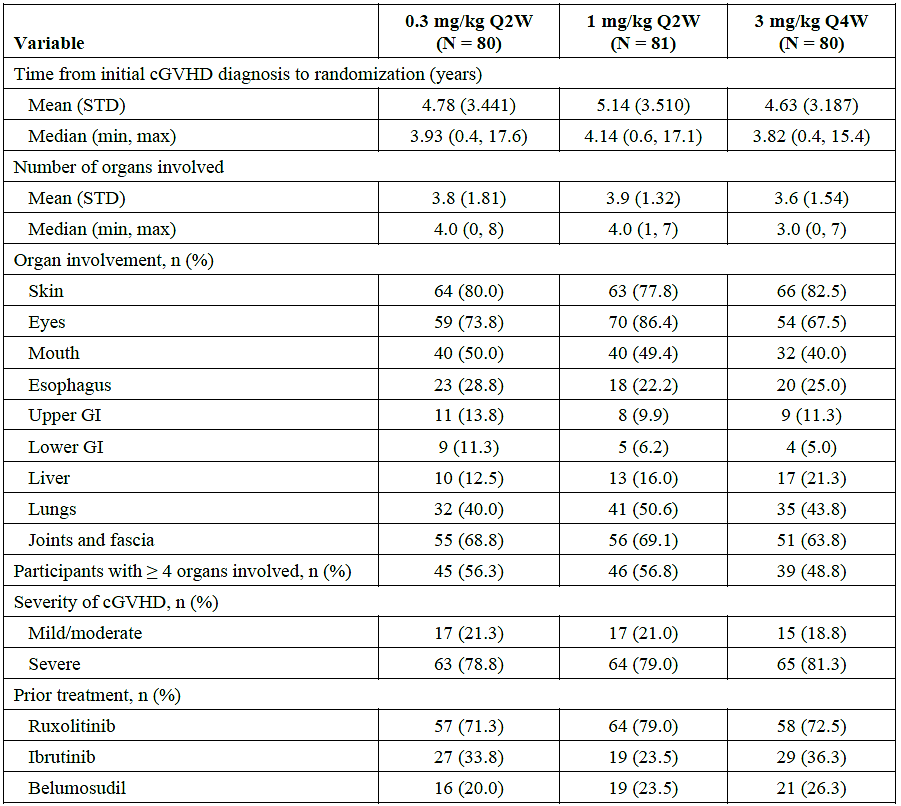 Variable 0.3 mg/kg Q2W (N = 80) 1 mg/kg Q2W (N = 81) 3 mg/kg Q4W (N = 80)
Time from initial cGVHD diagnosis to randomization (years)
Mean (STD) 4.78 (3.441) 5.14 (3.510) 4.63 (3.187)
Median (min, max) 3.93 (0.4, 17.6) 4.14 (0.6, 17.1) 3.82 (0.4, 15.4)
Number of organs involved
Mean (STD) 3.8 (1.81) 3.9 (1.32) 3.6 (1.54)
Median (min, max) 4.0 (0, 8) 4.0 (1, 7) 3.0 (0, 7)
Organ involvement, n (%)
Skin 64 (80.0) 63 (77.8) 66 (82.5)
Eyes 59 (73.8) 70 (86.4) 54 (67.5)
Mouth 40 (50.0) 40 (49.4) 32 (40.0)
Esophagus 23 (28.8) 18 (22.2) 20 (25.0)
Upper GI 11 (13.8) 8 (9.9) 9 (11.3)
Lower GI 9 (11.3) 5 (6.2) 4 (5.0)
Liver 10 (12.5) 13 (16.0) 17 (21.3)
Lungs 32 (40.0) 41 (50.6) 35 (43.8)
Joints and fascia 55 (68.8) 56 (69.1) 51 (63.8)
Participants with ≥ 4 organs involved, n (%) 45 (56.3) 46 (56.8) 39 (48.8)
Severity of cGVHD, n (%)
Mild/moderate 17 (21.3) 17 (21.0) 15 (18.8)
Severe 63 (78.8) 64 (79.0) 65 (81.3)
Prior treatment, n (%)
Ruxolitinib 57 (71.3) 64 (79.0) 58 (72.5)
Ibrutinib 27 (33.8) 19 (23.5) 29 (36.3)
Belumosudil 16 (20.0) 19 (23.5) 21 (26.3)